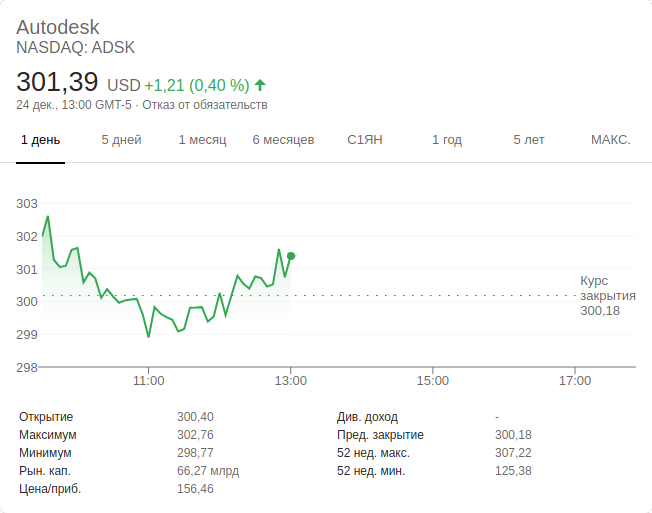 Autodesk
NASDAQ: ADSK
301,39 USD +1,21 (0,40 %)
24 дек., 13:00 GMT-5 · Отказ от обязательств
1 день 5 дней 1 месяц 6 месяцев С1ЯН 1 год 5 лет МАКС.
303
302
301
300
299
298
Курс
закрытия
300,18
11:00 13:00 15:00 17:00
Открытие 300,40 Див. доход -
Максимум 302,76 Пред. закрытие 300,18
Минимум 298,77 52 нед. макс. 307,22
Рын. кап. 66,27 млрд 52 нед. мин. 125,38
Цена/приб. 156,46